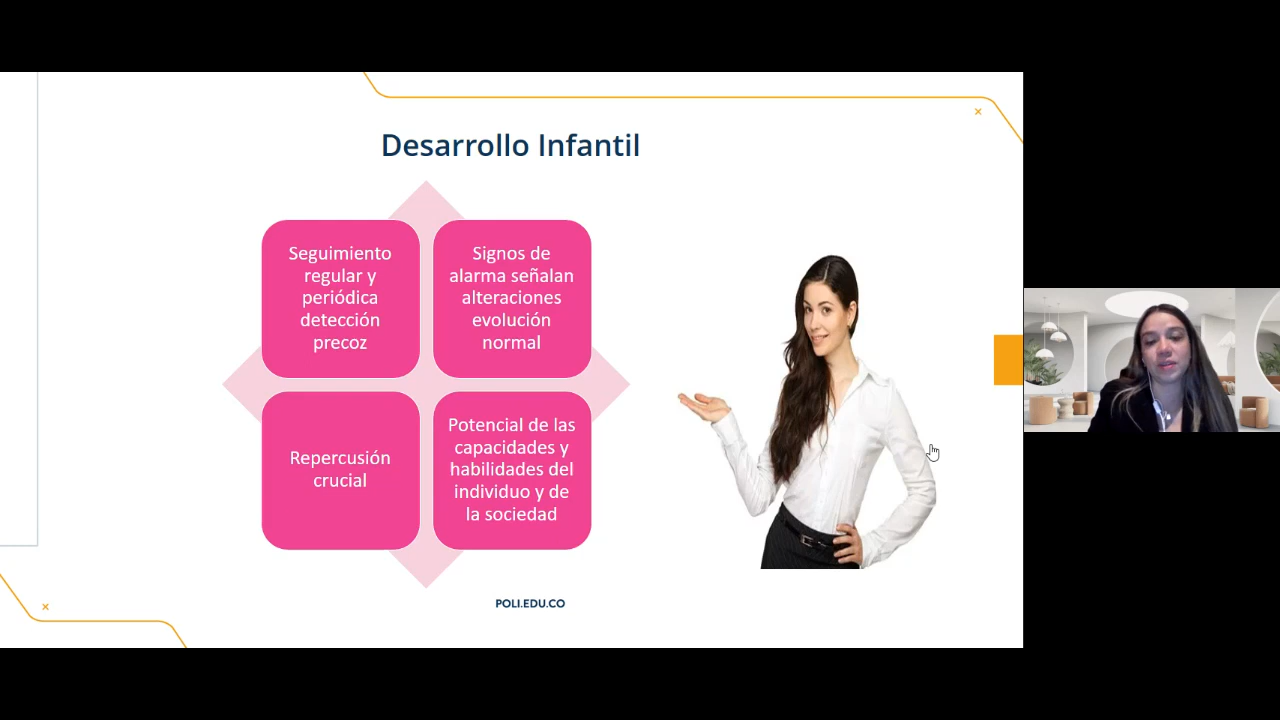 Desarrollo Infantil
Seguimiento
regular y
periódica
detección
precoz
Signos de
alarma señalan
alteraciones
evolución
normal
Repercusión
crucial
Potencial de las
capacidades y
habilidades del
individuo y de
la sociedad
POLI.EDU.CO